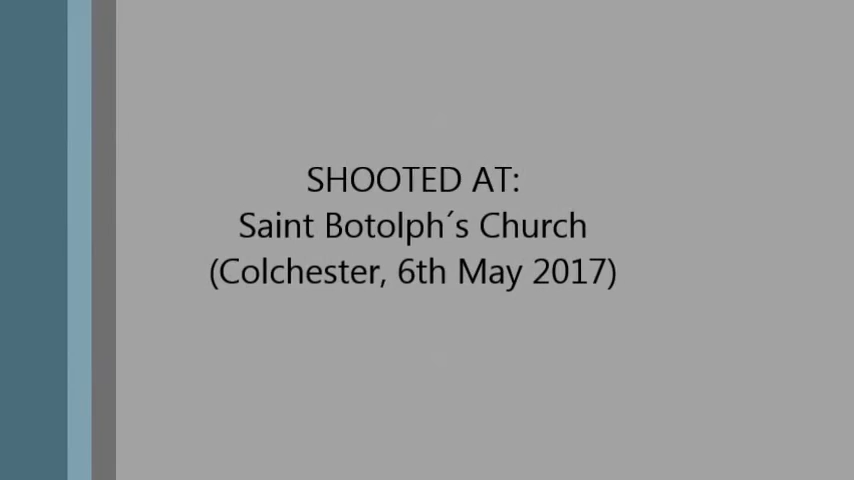 SHOOTED AT:
Saint Botolph´s Church
(Colchester, 6th May 2017)